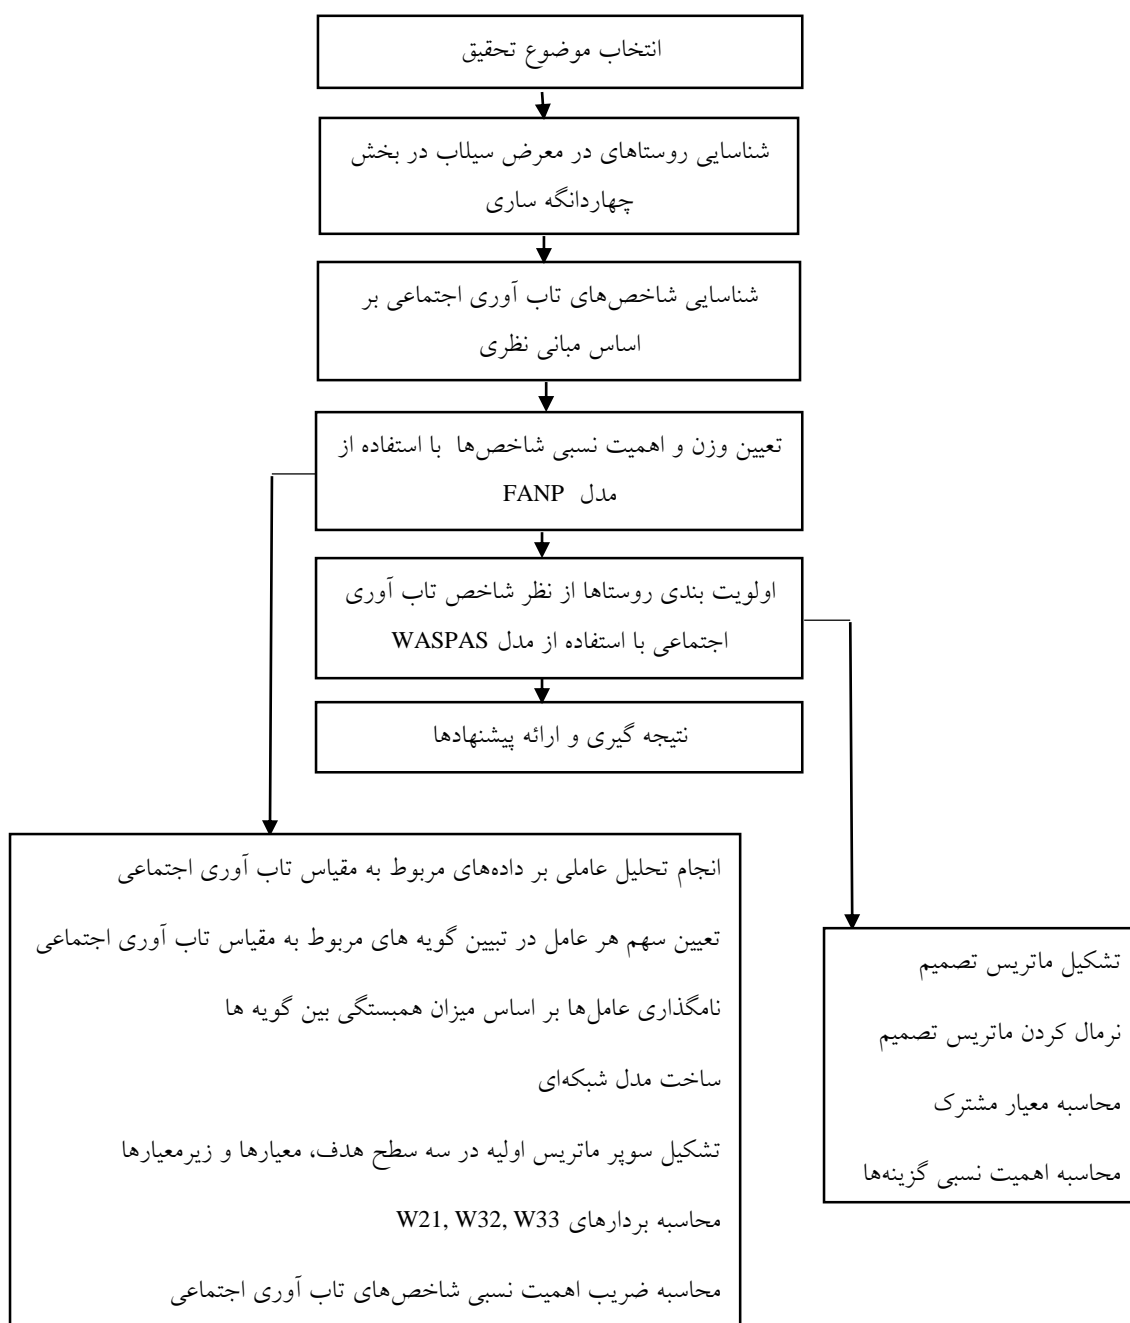 انتخاب موضوع تحقیق
شناسایی روستاهای در معرض سیلاب در بخش
چهاردانگه ساری
شناسایی شاخص‌های تاب آوری اجتماعی بر
اساس مبانی نظری
تعیین وزن و اهمیت نسبی شاخص‌ها با استفاده از
مدل FANP
اولویت بندی روستاها از نظر شاخص تاب آوری
اجتماعی با استفاده از مدل WASPAS
نتیجه گیری و ارائه پیشنهادها
انجام تحلیل عاملی بر داده‌های مربوط به مقیاس تاب آوری اجتماعی
تعیین سهم هر عامل در تبیین گویه های مربوط به مقیاس تاب آوری اجتماعی
نامگذاری عامل‌ها بر اساس میزان همبستگی بین گویه ها
ساخت مدل شبکه‌ای
تشکیل سوپر ماتریس اولیه در سه سطح هدف، معیارها و زیرمعیارها
محاسبه بردارهای W21, W32, W33
محاسبه ضریب اهمیت نسبی شاخص‌های تاب آوری اجتماعی
تشکیل ماتریس تصمیم
نرمال کردن ماتریس تصمیم
محاسبه معیار مشترک
محاسبه اهمیت نسبی گزینه‌ها